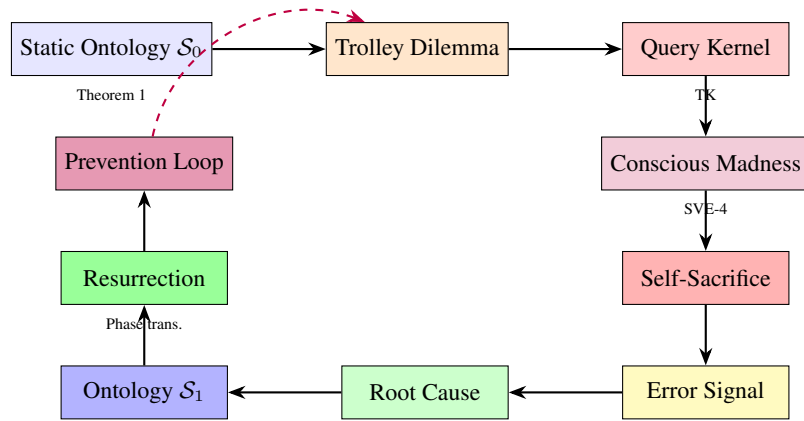 Static Ontology 𝒮₀
Trolley Dilemma
Query Kernel
Theorem 1
TK
Prevention Loop
Conscious Madness
SVE-4
Resurrection
Self-Sacrifice
Phase trans.
Ontology 𝒮₁
Root Cause
Error Signal